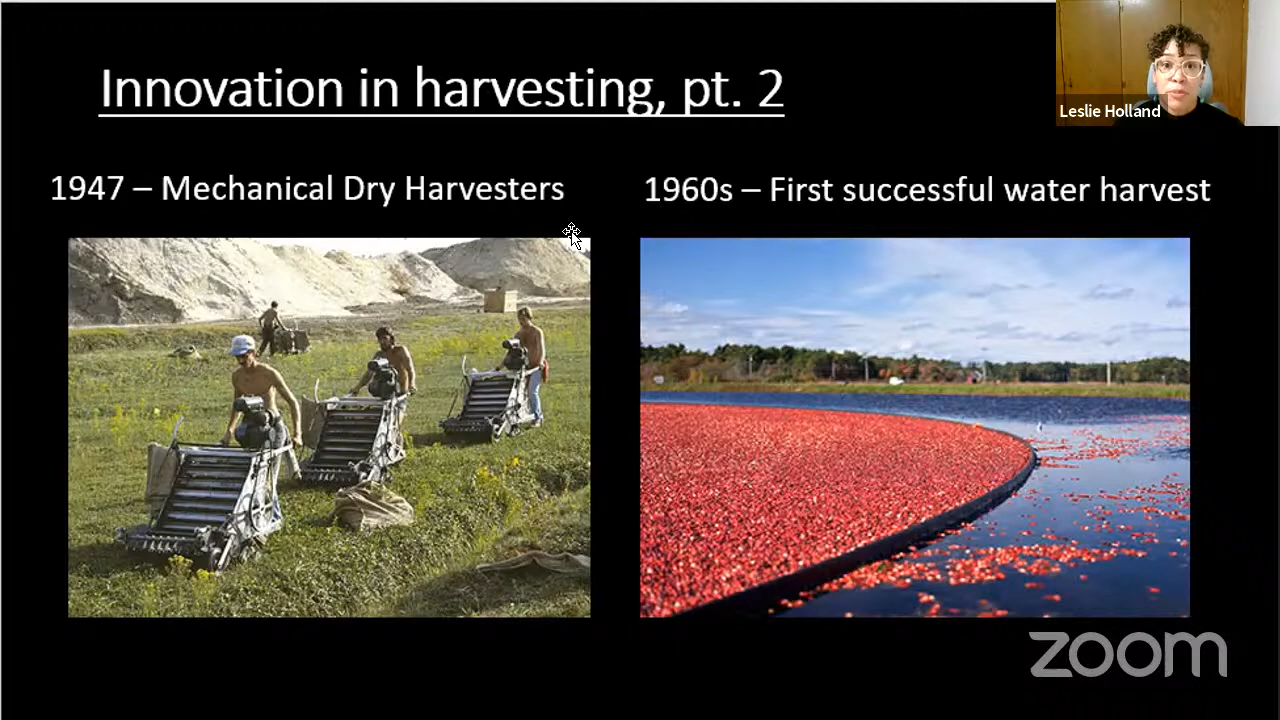 Innovation in harvesting, pt. 2
Leslie Holland
1947 – Mechanical Dry Harvesters
1960s – First successful water harvest
zoom